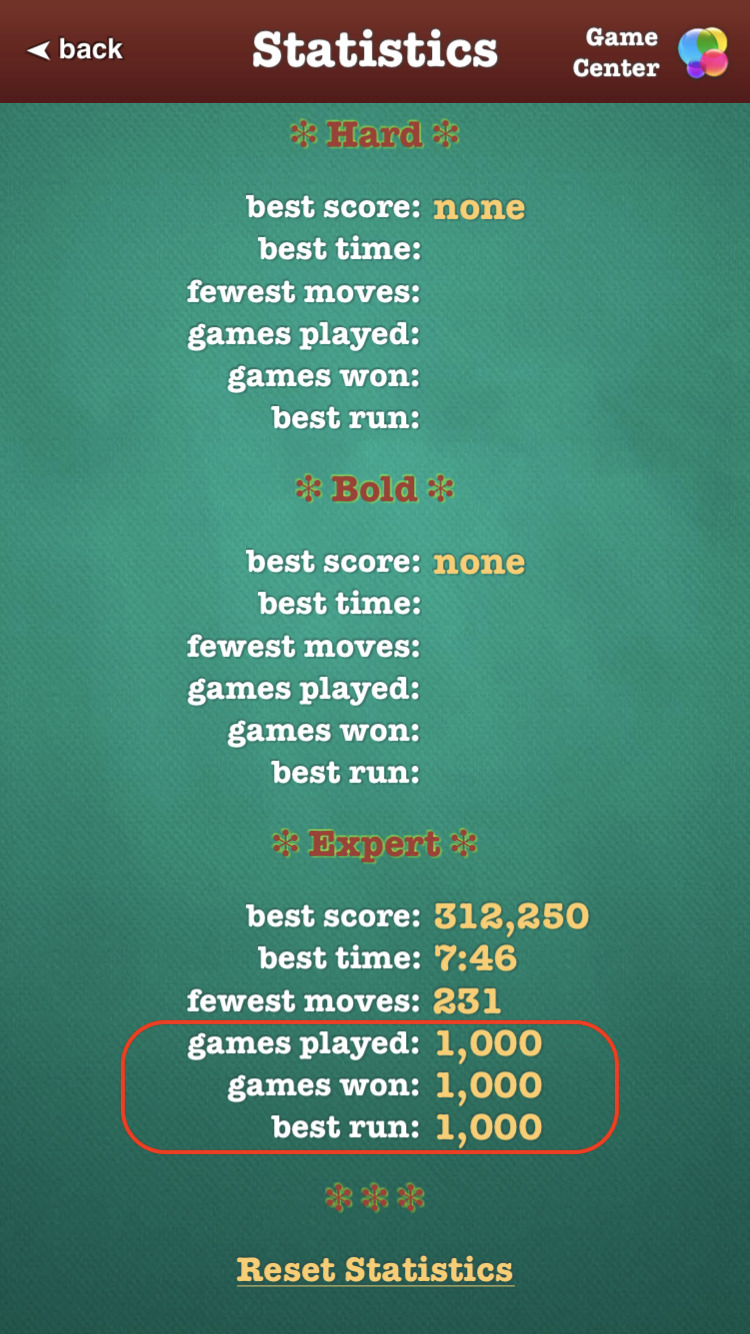 back
Statistics
Game
Center
Hard
best score: none
best time:
fewest moves:
games played:
games won:
best run:
Bold
best score: none
best time:
fewest moves:
games played:
games won:
best run:
Expert
best score: 312,250
best time: 7:46
fewest moves: 231
games played: 1,000
games won: 1,000
best run: 1,000
Reset Statistics